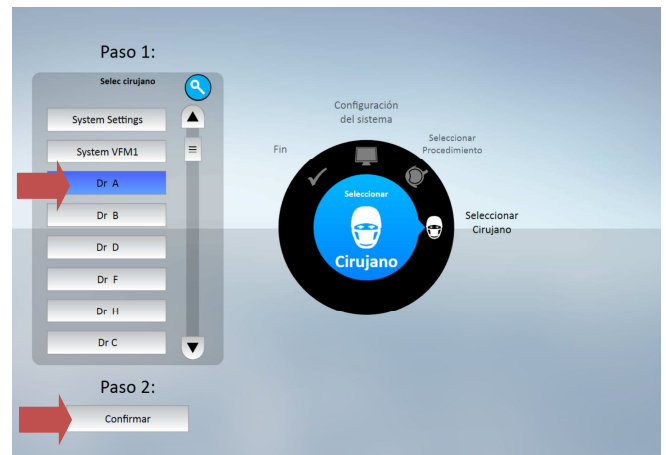 Paso 1:
Selec cirujano
System Settings
System VFM1
Dr A
Dr B
Dr D
Dr F
Dr H
Dr C
Paso 2:
Confirmar
Configuración
del sistema
Fin
Seleccionar
Procedimiento
Seleccionar
Cirujano
Seleccionar
Cirujano